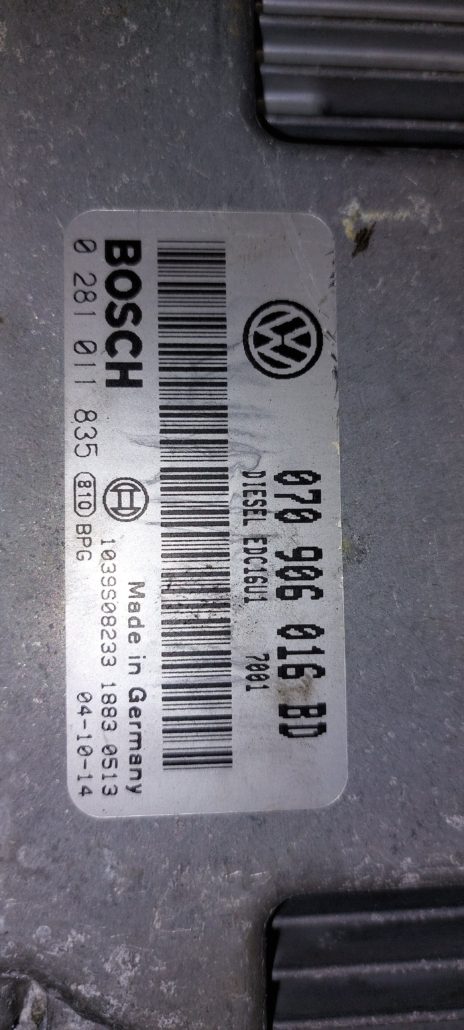 070 906 016 BD
DIESEL EDC16U1 7001
BOSCH
Made in Germany
1039S08233 1883 0513
0 281 011 835 81D BPG 04-10-14